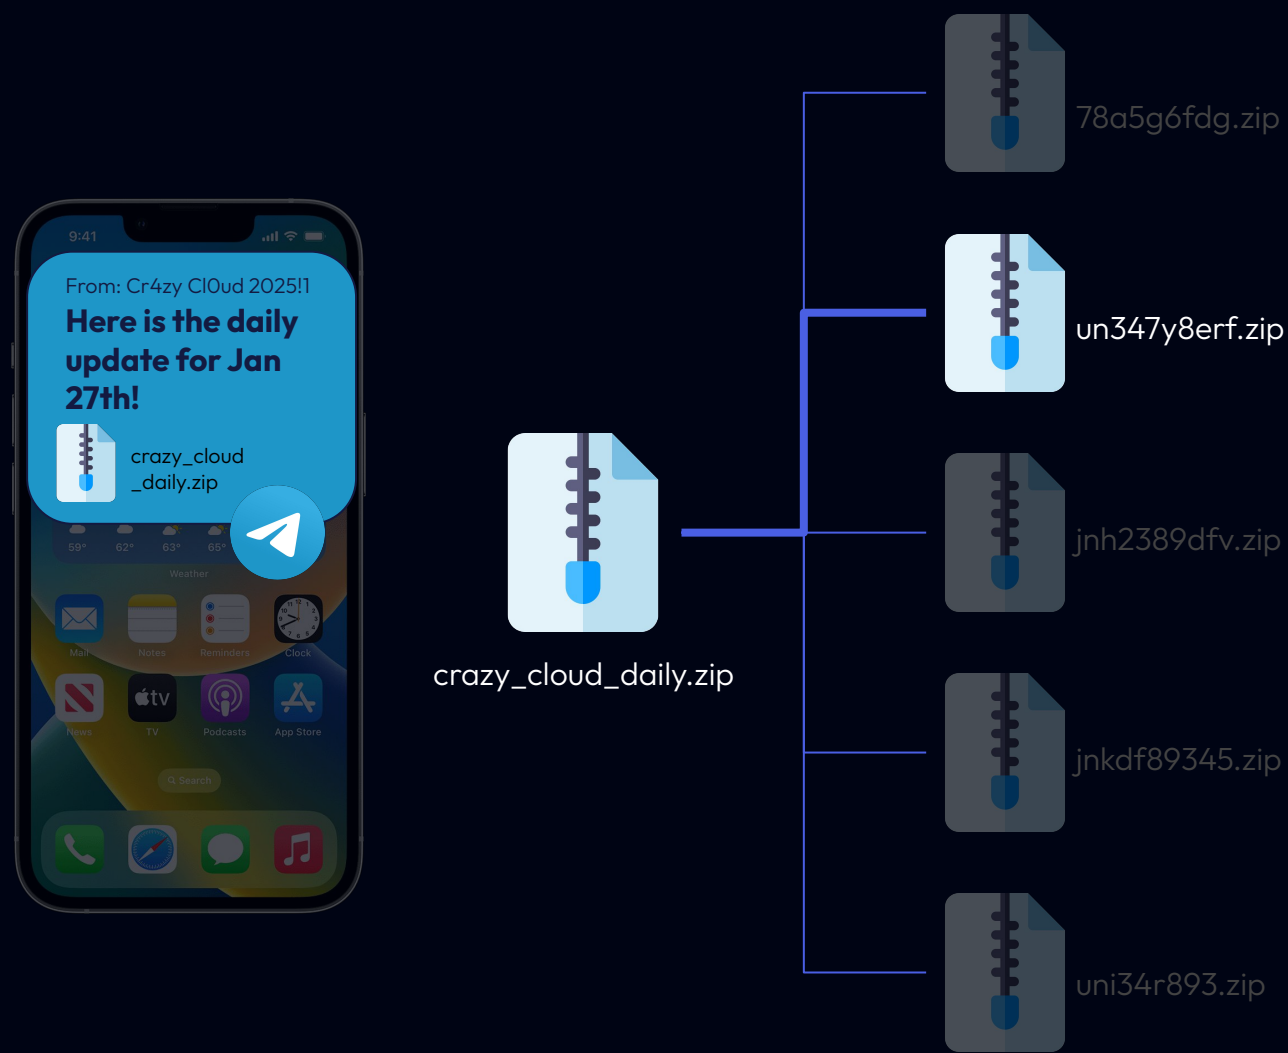 9:41
From: Cr4zy Cl0ud 2025!1
Here is the daily
update for Jan
27th!
crazy_cloud
_daily.zip
59° 62° 63° 65°
Weather
Mail Notes Reminders Clock
tv
News TV Podcasts App Store
Search
crazy_cloud_daily.zip
78a5g6fdg.zip
un347y8erf.zip
jnh2389dfv.zip
jnkdf89345.zip
uni34r893.zip